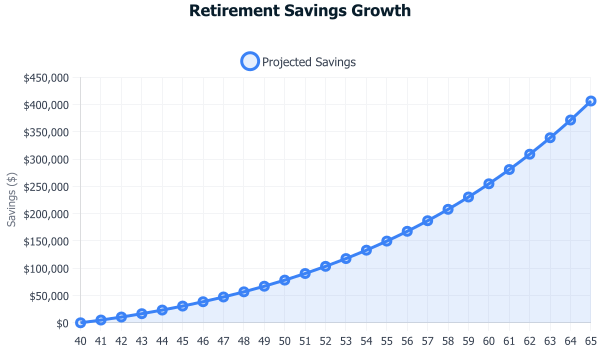 Retirement Savings Growth
Projected Savings
$450,000
$400,000
$350,000
$300,000
$250,000
$200,000
$150,000
$100,000
$50,000
$0
Savings ($)
40 41 42 43 44 45 46 47 48 49 50 51 52 53 54 55 56 57 58 59 60 61 62 63 64 65